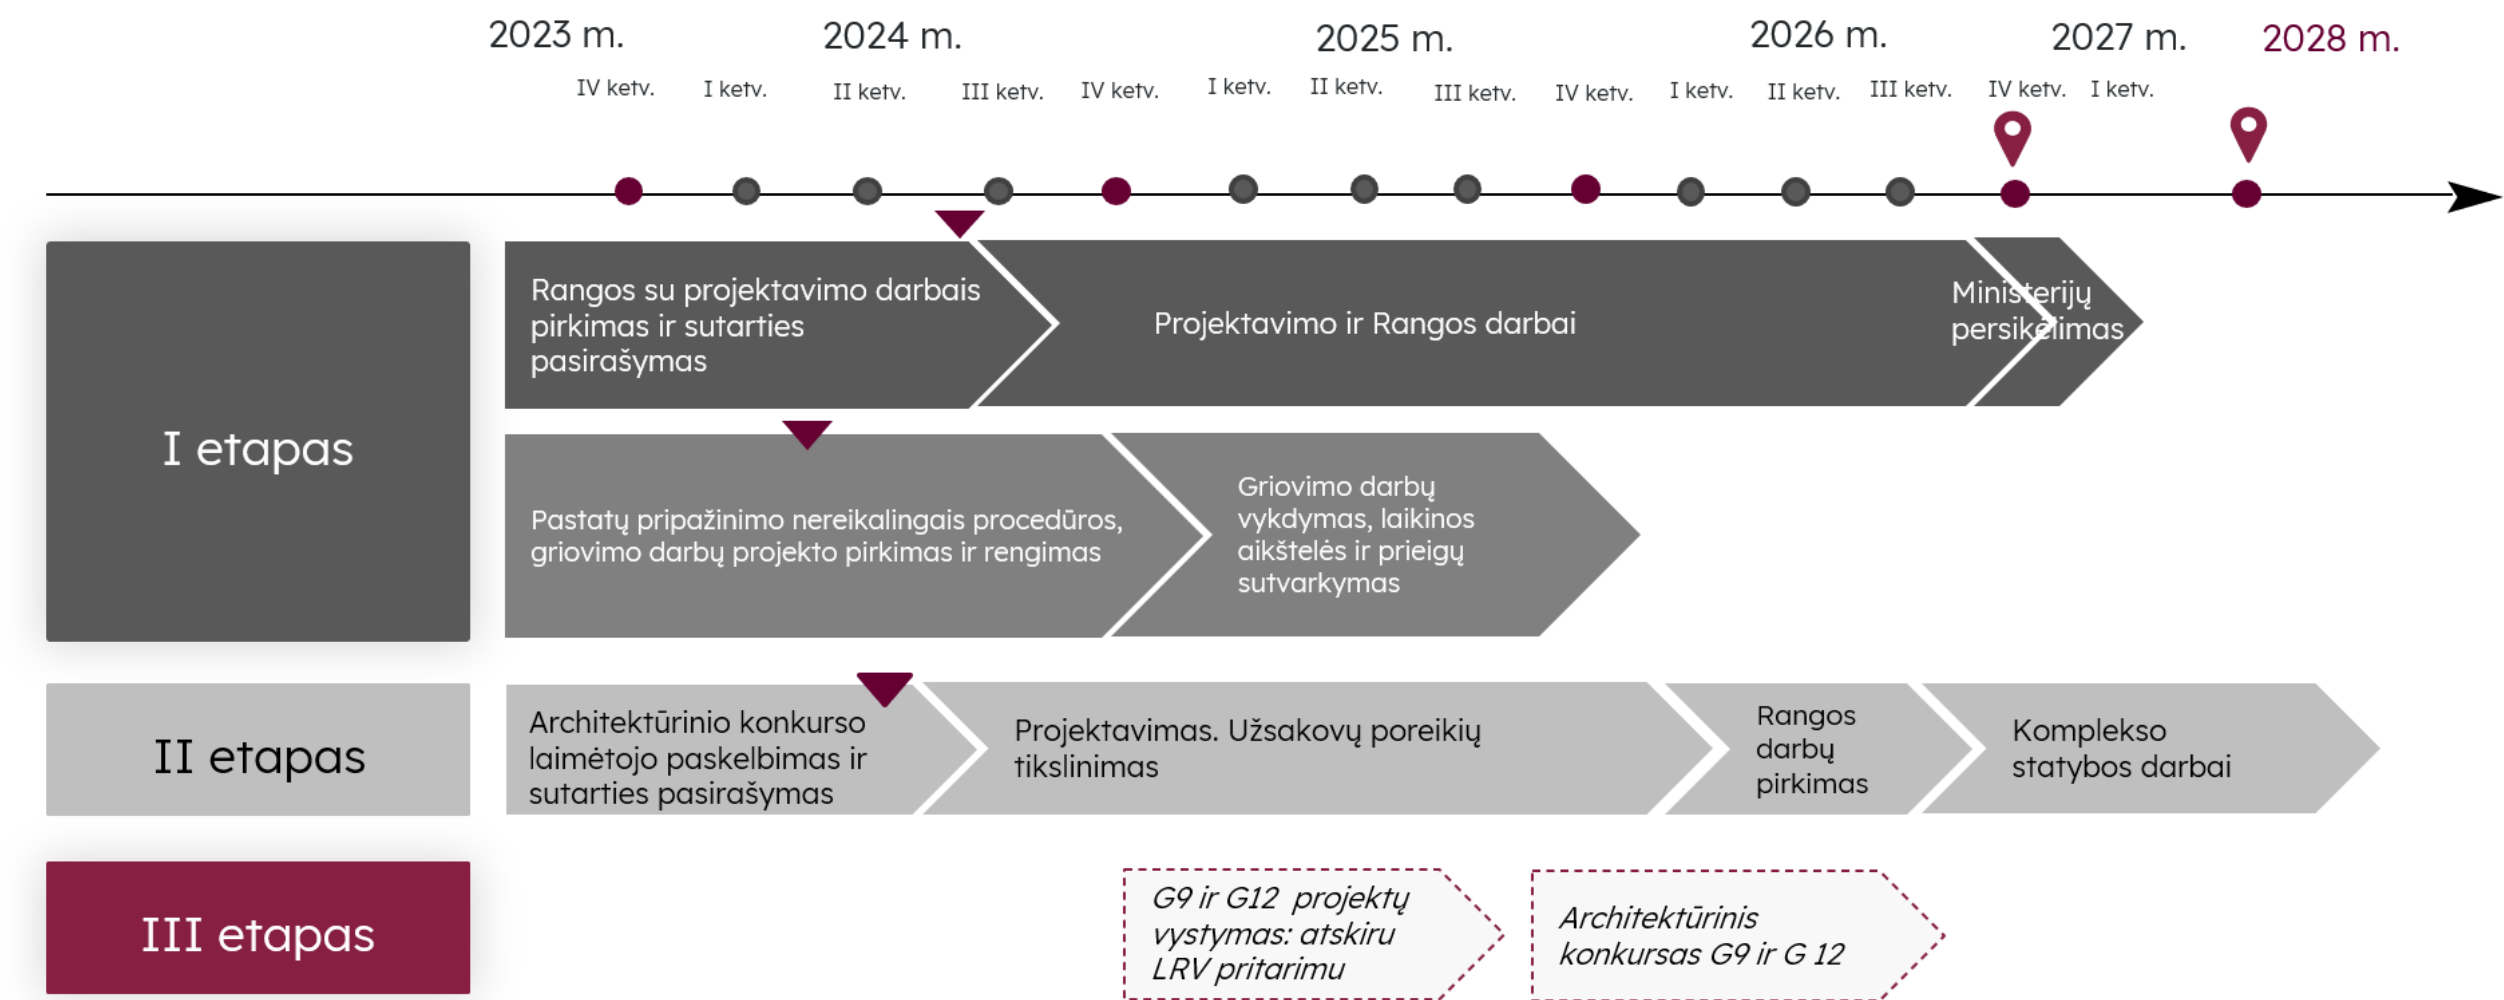 2023 m. 2024 m. 2025 m. 2026 m. 2027 m. 2028 m.
IV ketv. I ketv. II ketv. III ketv. IV ketv. I ketv. II ketv. III ketv. IV ketv. I ketv. II ketv. III ketv. IV ketv. I ketv.
I etapas
Rangos su projektavimo darbais
pirkimas ir sutarties
pasirašymas
Projektavimo ir Rangos darbai
Ministerijų
persikėlimas
Pastatų pripažinimo nereikalingais procedūros,
griovimo darbų projekto pirkimas ir rengimas
Griovimo darbų
vykdymas, laikinos
aikštelės ir prieigų
sutvarkymas
II etapas
Architektūrinio konkurso
laimėtojo paskelbimas ir
sutarties pasirašymas
Projektavimas. Užsakovų poreikių
tikslinimas
Rangos
darbų
pirkimas
Komplekso
statybos darbai
III etapas
G9 ir G12 projektų
vystymas: atskiru
LRV pritarimu
Architektūrinis
konkursas G9 ir G 12